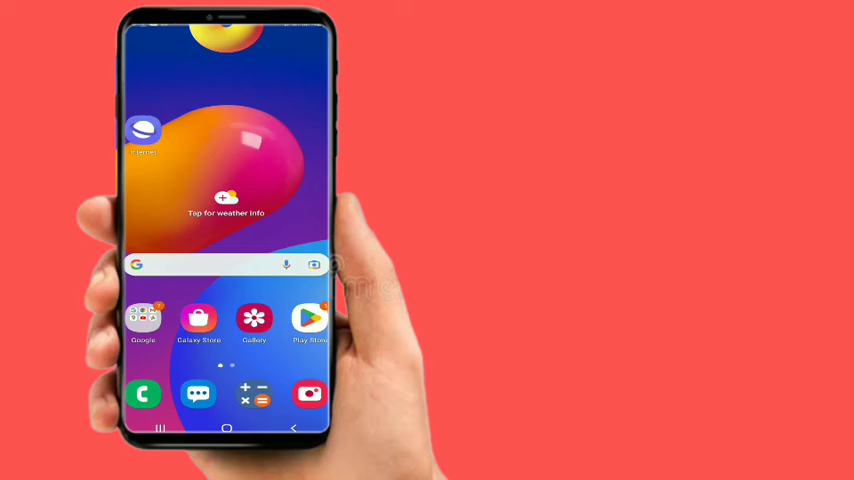 Internet
Tap for weather info
Google
Galaxy Store
Gallery
Play Store